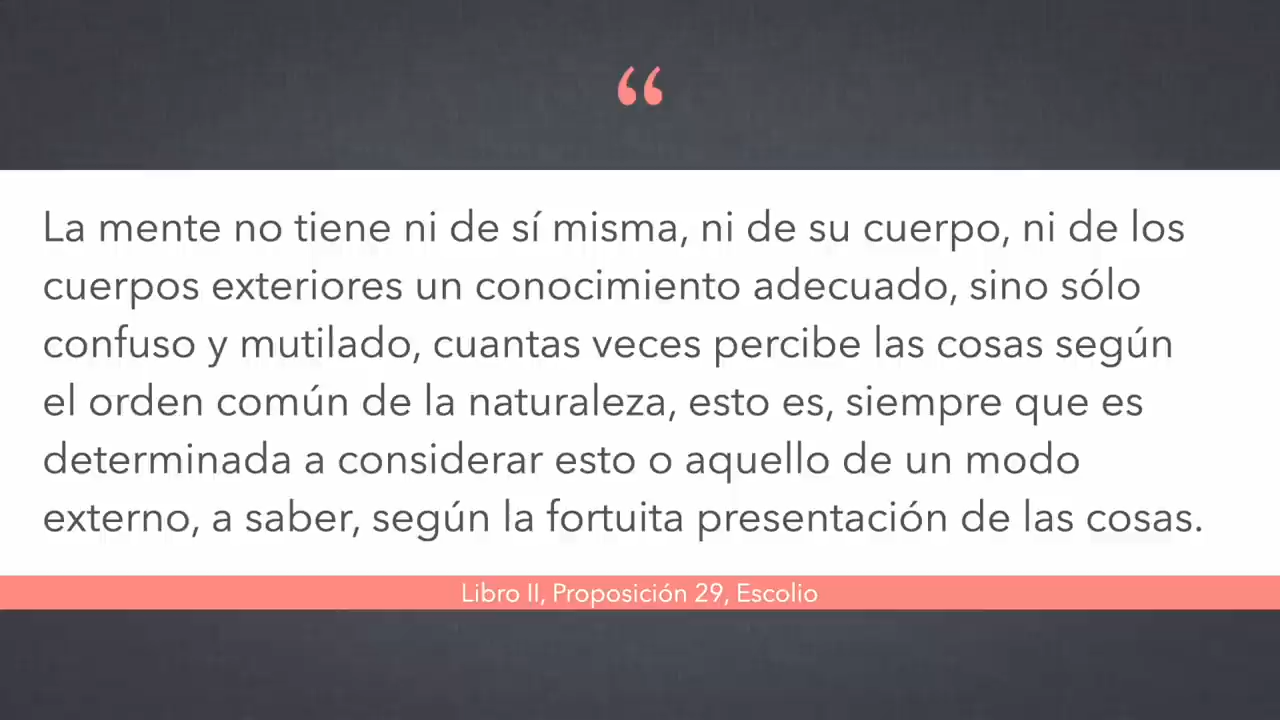 “
La mente no tiene ni de sí misma, ni de su cuerpo, ni de los
cuerpos exteriores un conocimiento adecuado, sino sólo
confuso y mutilado, cuantas veces percibe las cosas según
el orden común de la naturaleza, esto es, siempre que es
determinada a considerar esto o aquello de un modo
externo, a saber, según la fortuita presentación de las cosas.
Libro II, Proposición 29, Escolio